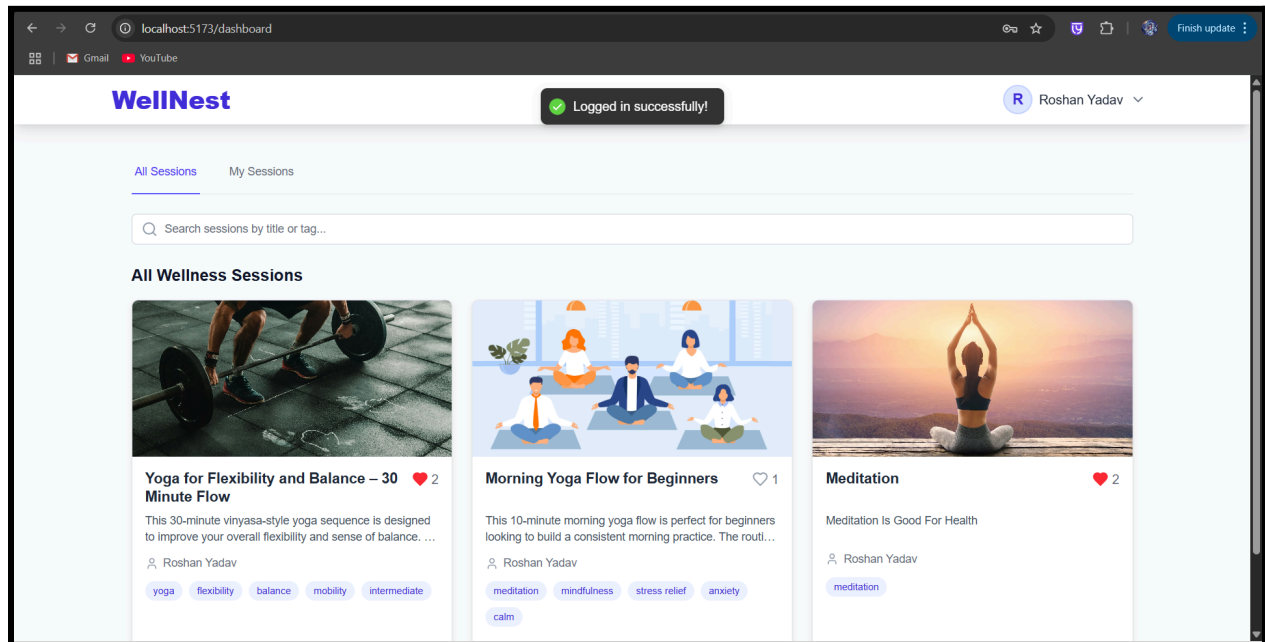 localhost:5173/dashboard
Finish update
Gmail
YouTube
WellNest
Logged in successfully!
R
Roshan Yadav
All Sessions
My Sessions
Search sessions by title or tag...
All Wellness Sessions
Yoga for Flexibility and Balance – 30
Minute Flow
2
This 30-minute vinyasa-style yoga sequence is designed
to improve your overall flexibility and sense of balance. ...
Roshan Yadav
yoga
flexibility
balance
mobility
intermediate
Morning Yoga Flow for Beginners
1
This 10-minute morning yoga flow is perfect for beginners
looking to build a consistent morning practice. The routi...
Roshan Yadav
meditation
mindfulness
stress relief
anxiety
calm
Meditation
2
Meditation Is Good For Health
Roshan Yadav
meditation